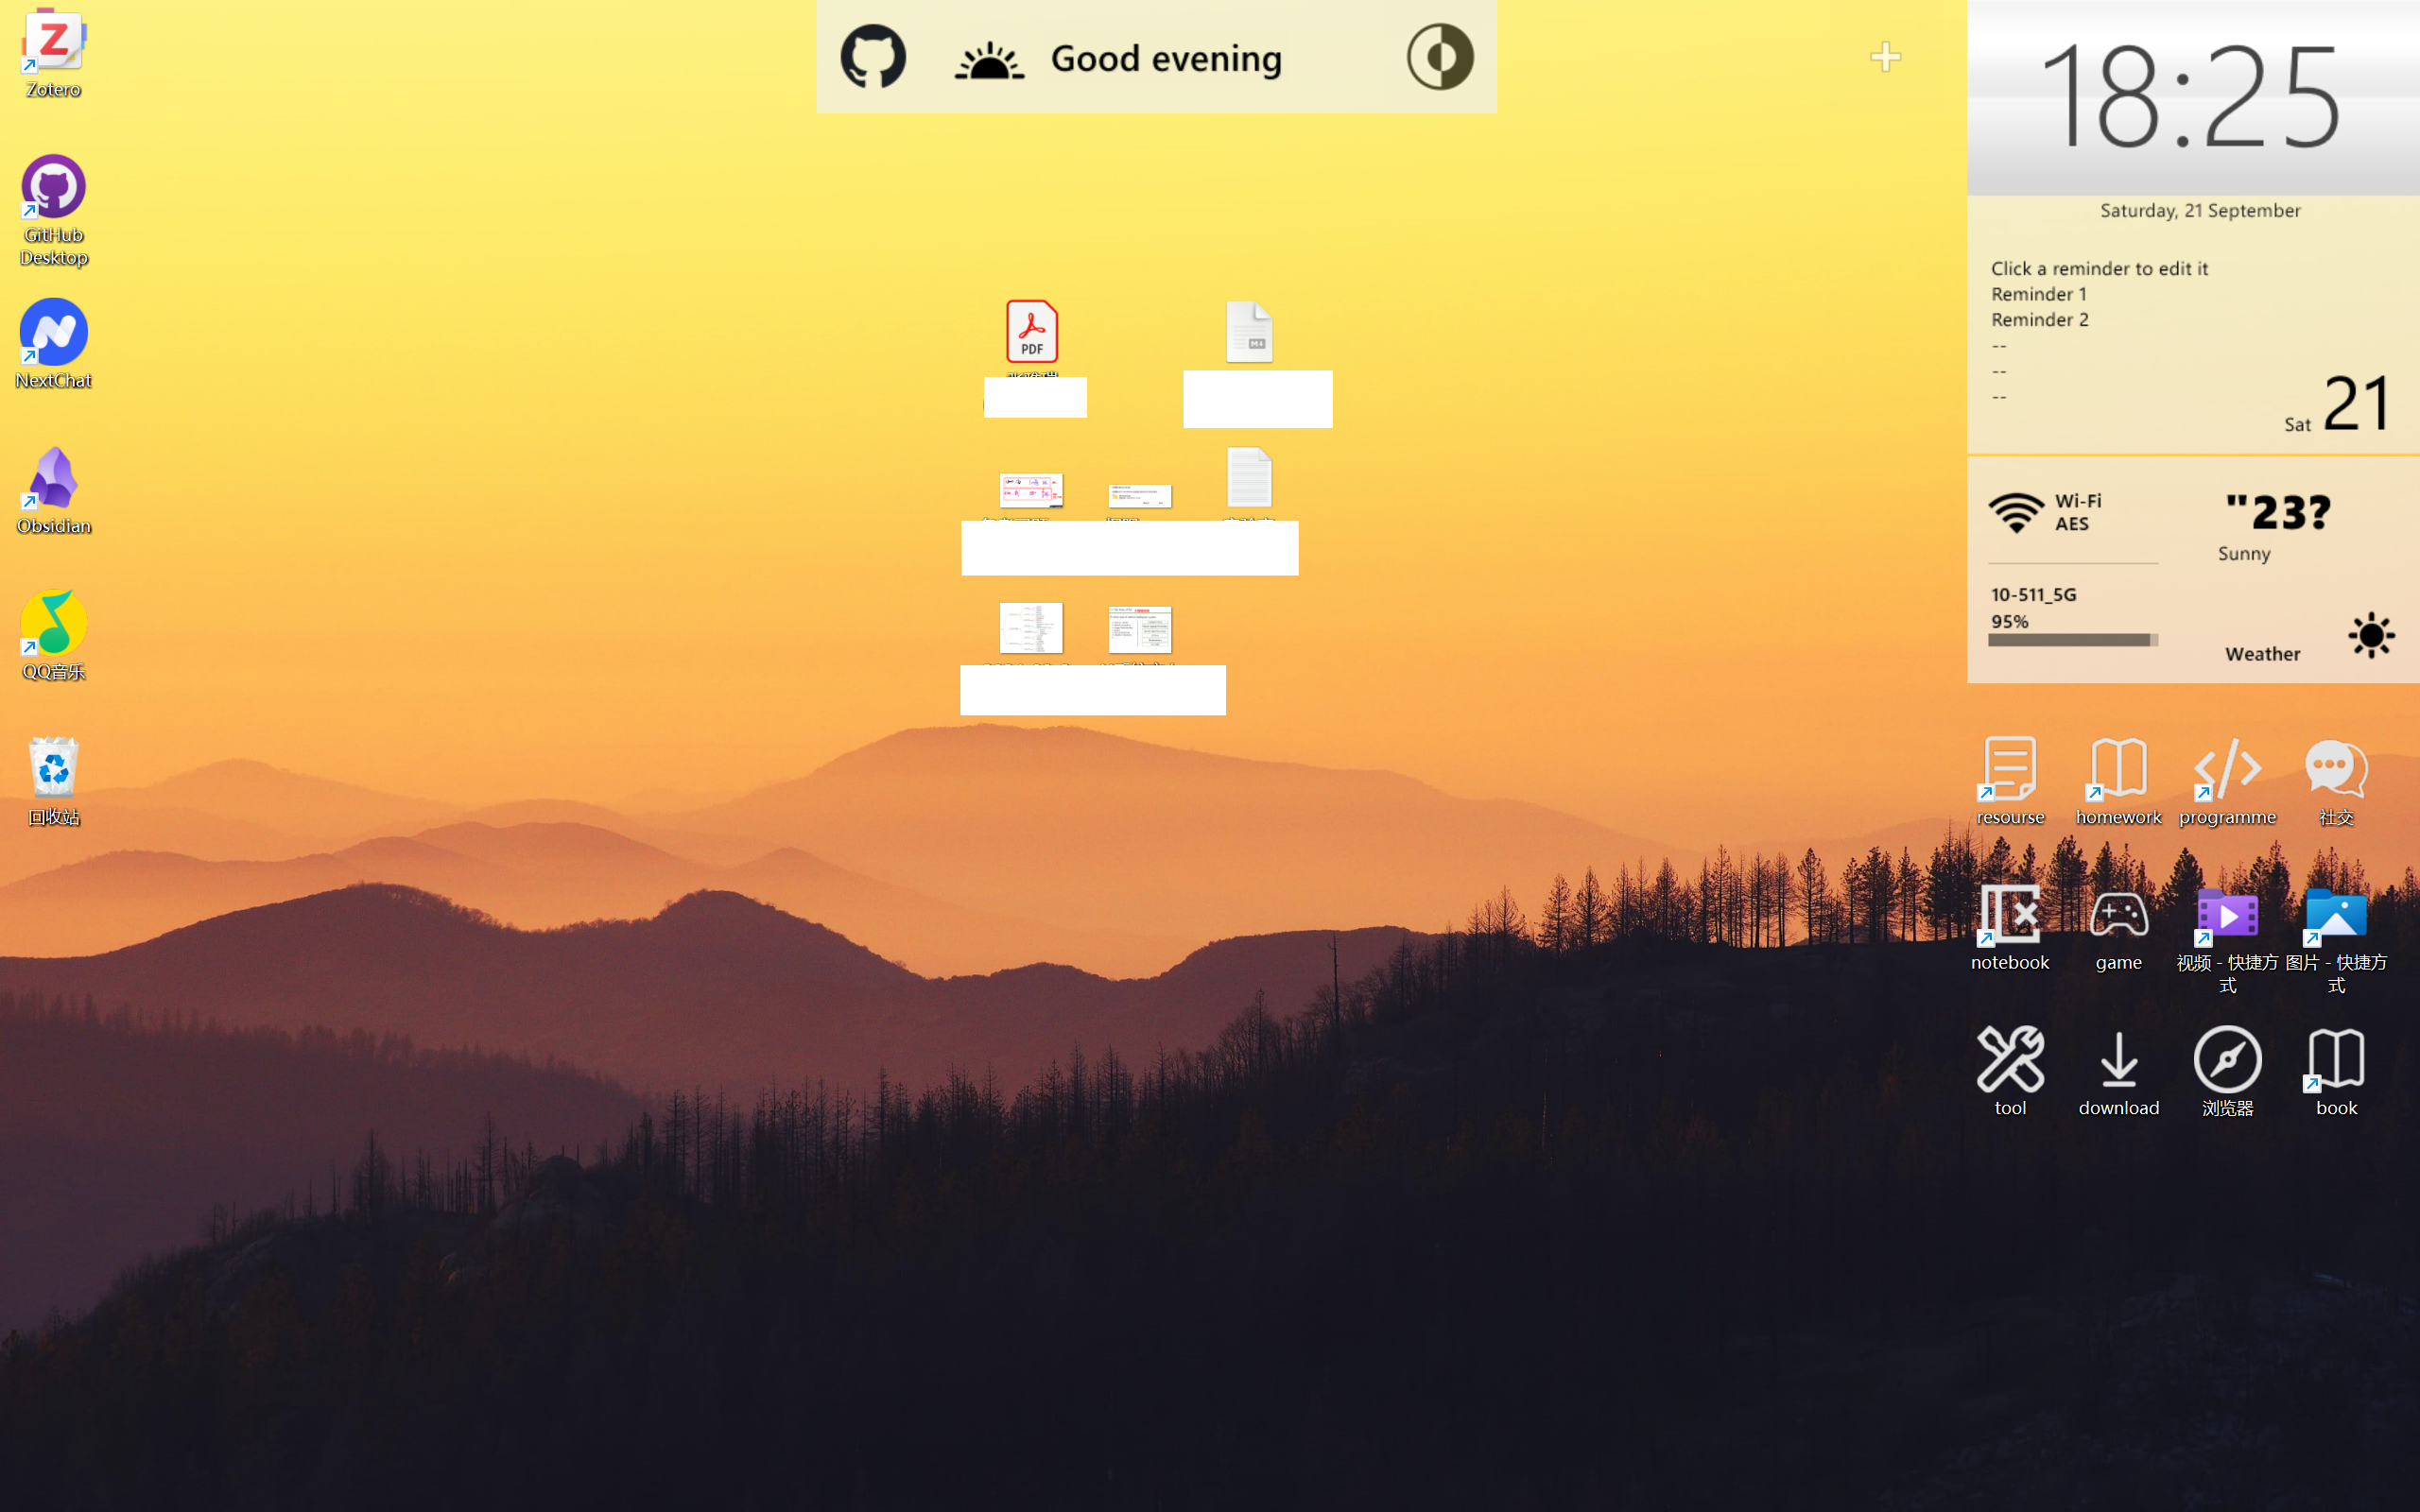 Zotero
GitHub
Desktop
NextChat
Obsidian
QQ音乐
回收站
Good evening
PDF
18:25
Saturday, 21 September
Click a reminder to edit it
Reminder 1
Reminder 2
--
--
--
Sat 21
Wi-Fi
AES
"23?
Sunny
10-511_5G
95%
Weather
resourse
homework
programme
社交
notebook
game
视频 - 快捷方
式
图片 - 快捷方
式
tool
download
浏览器
book